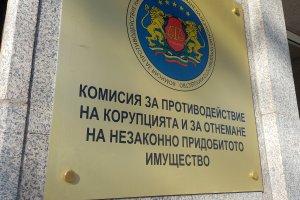 КОМИСИЯ ЗА ПРОТИВОДЕЙСТВИЕ
НА КОРУПЦИЯТА И ЗА ОТНЕМАНЕ
НА НЕЗАКОННО ПРИДОБИТОТО
ИМУЩЕСТВО